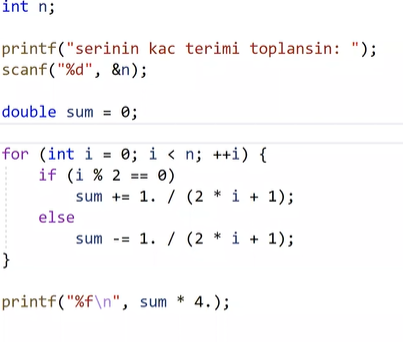 int n;
printf("serinin kac terimi toplansin: ");
scanf("%d", &n);
double sum = 0;
for (int i = 0; i < n; ++i) {
if (i % 2 == 0)
sum += 1. / (2 * i + 1);
else
sum -= 1. / (2 * i + 1);
}
printf("%f\n", sum * 4.);